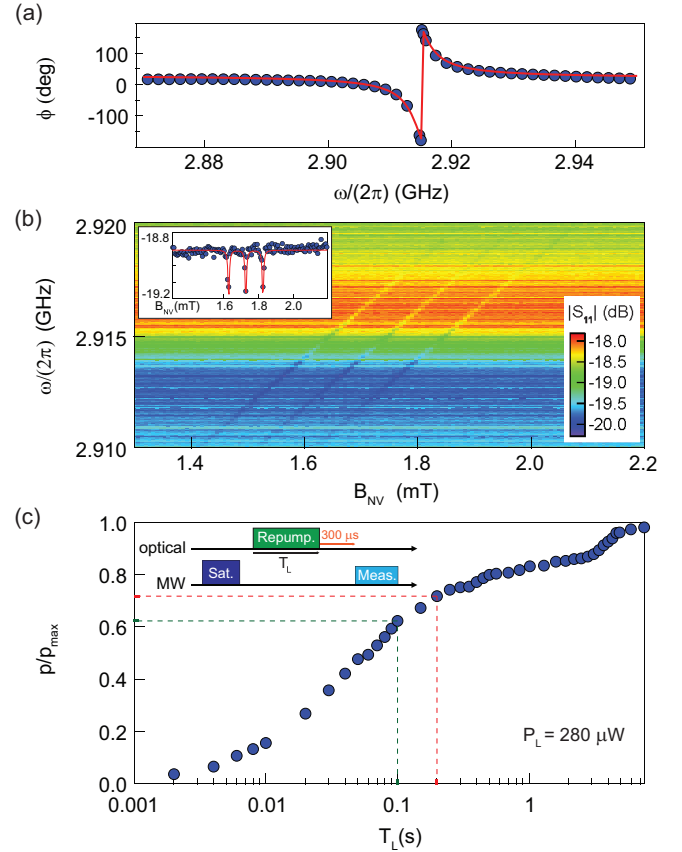 (a)
100
0
-100
ϕ (deg)
2.88
2.90
2.92
2.94
ω/(2π) (GHz)
(b)
2.920
2.915
2.910
ω/(2π) (GHz)
-18.8
-19.2
B_NV (mT)
1.6
1.8
2.0
|S₁₁| (dB)
-18.0
-18.5
-19.0
-19.5
-20.0
1.4
1.6
1.8
2.0
2.2
B_NV (mT)
(c)
1.0
0.8
0.6
0.4
0.2
0.0
p/p_max
optical
Repump.
300 μs
T_L
MW
Sat.
Meas.
P_L = 280 μW
0.001
0.01
0.1
1
T_L(s)